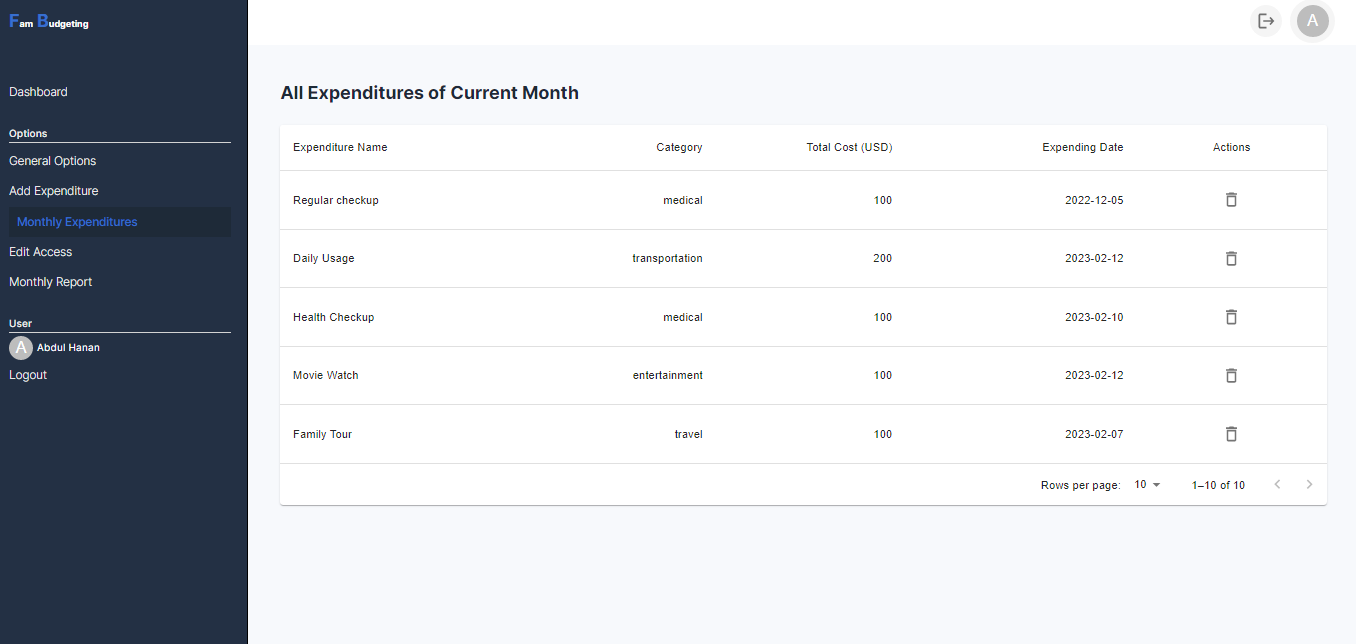 Fam Budgeting
A
Dashboard
Options
General Options
Add Expenditure
Monthly Expenditures
Edit Access
Monthly Report
User
A Abdul Hanan
Logout
All Expenditures of Current Month
Expenditure Name Category Total Cost (USD) Expending Date Actions
Regular checkup medical 100 2022-12-05
Daily Usage transportation 200 2023-02-12
Health Checkup medical 100 2023-02-10
Movie Watch entertainment 100 2023-02-12
Family Tour travel 100 2023-02-07
Rows per page: 10 1–10 of 10